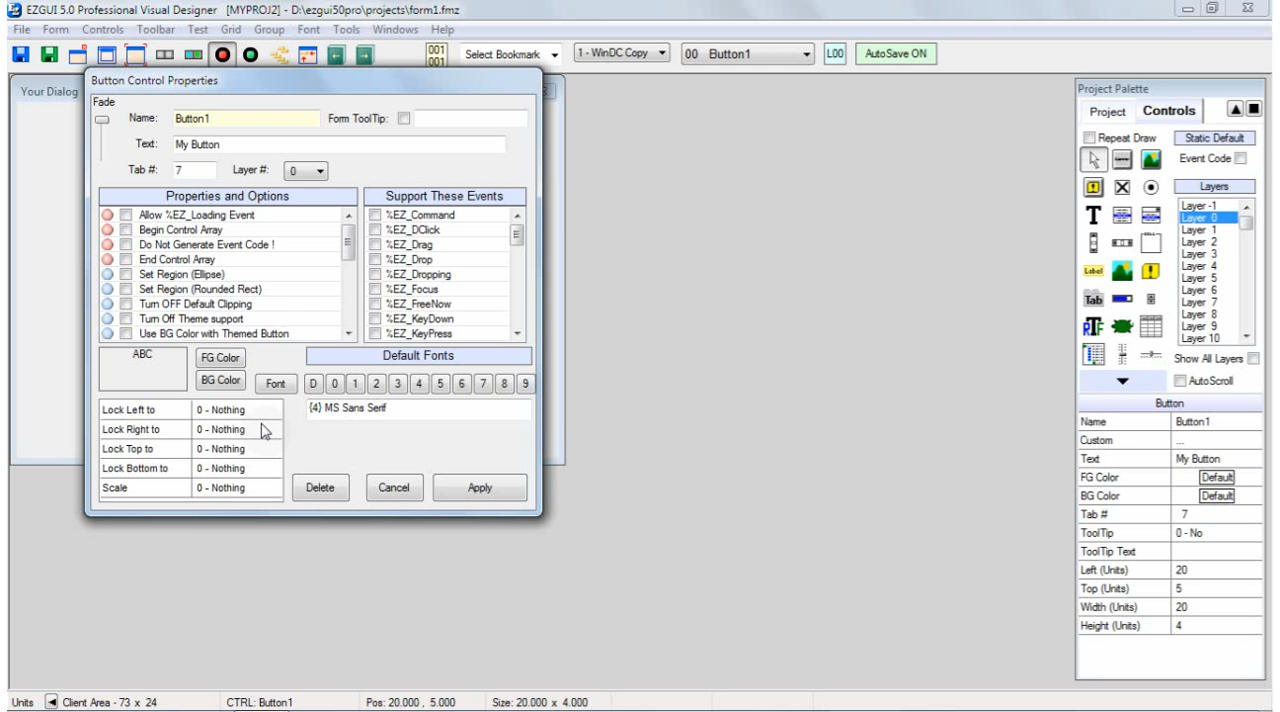 EZGUI 5.0 Professional Visual Designer [MYPROJ2] - D:\ezgui50pro\projects\form1.fmz
File Form Controls Toolbar Test Grid Group Font Tools Windows Help
001
001
Select Bookmark
1 - WinDC Copy
00 Button1
L00
AutoSave ON
Your Dialog
Button Control Properties
Fade
Name: Button1 Form ToolTip:
Text: My Button
Tab #: 7 Layer #: 0
Properties and Options
Allow %EZ_Loading Event
Begin Control Array
Do Not Generate Event Code !
End Control Array
Set Region (Ellipse)
Set Region (Rounded Rect)
Turn OFF Default Clipping
Turn Off Theme support
Use BG Color with Themed Button
Support These Events
%EZ_Command
%EZ_DClick
%EZ_Drag
%EZ_Drop
%EZ_Dropping
%EZ_Focus
%EZ_FreeNow
%EZ_KeyDown
%EZ_KeyPress
ABC
FG Color
BG Color
Font
Default Fonts
D 0 1 2 3 4 5 6 7 8 9
{4} MS Sans Serif
Lock Left to 0 - Nothing
Lock Right to 0 - Nothing
Lock Top to 0 - Nothing
Lock Bottom to 0 - Nothing
Scale 0 - Nothing
Delete Cancel Apply
Project Palette
Project Controls
Repeat Draw
Static Default
Event Code
Layers
Layer -1
Layer 0
Layer 1
Layer 2
Layer 3
Layer 4
Layer 5
Layer 6
Layer 7
Layer 8
Layer 9
Layer 10
T
Label
Tab
RTF
Show All Layers
AutoScroll
Button
Name Button1
Custom ...
Text My Button
FG Color Default
BG Color Default
Tab # 7
ToolTip 0 - No
ToolTip Text
Left (Units) 20
Top (Units) 5
Width (Units) 20
Height (Units) 4
Units Client Area - 73 x 24 CTRL: Button1 Pos: 20.000 , 5.000 Size: 20.000 x 4.000